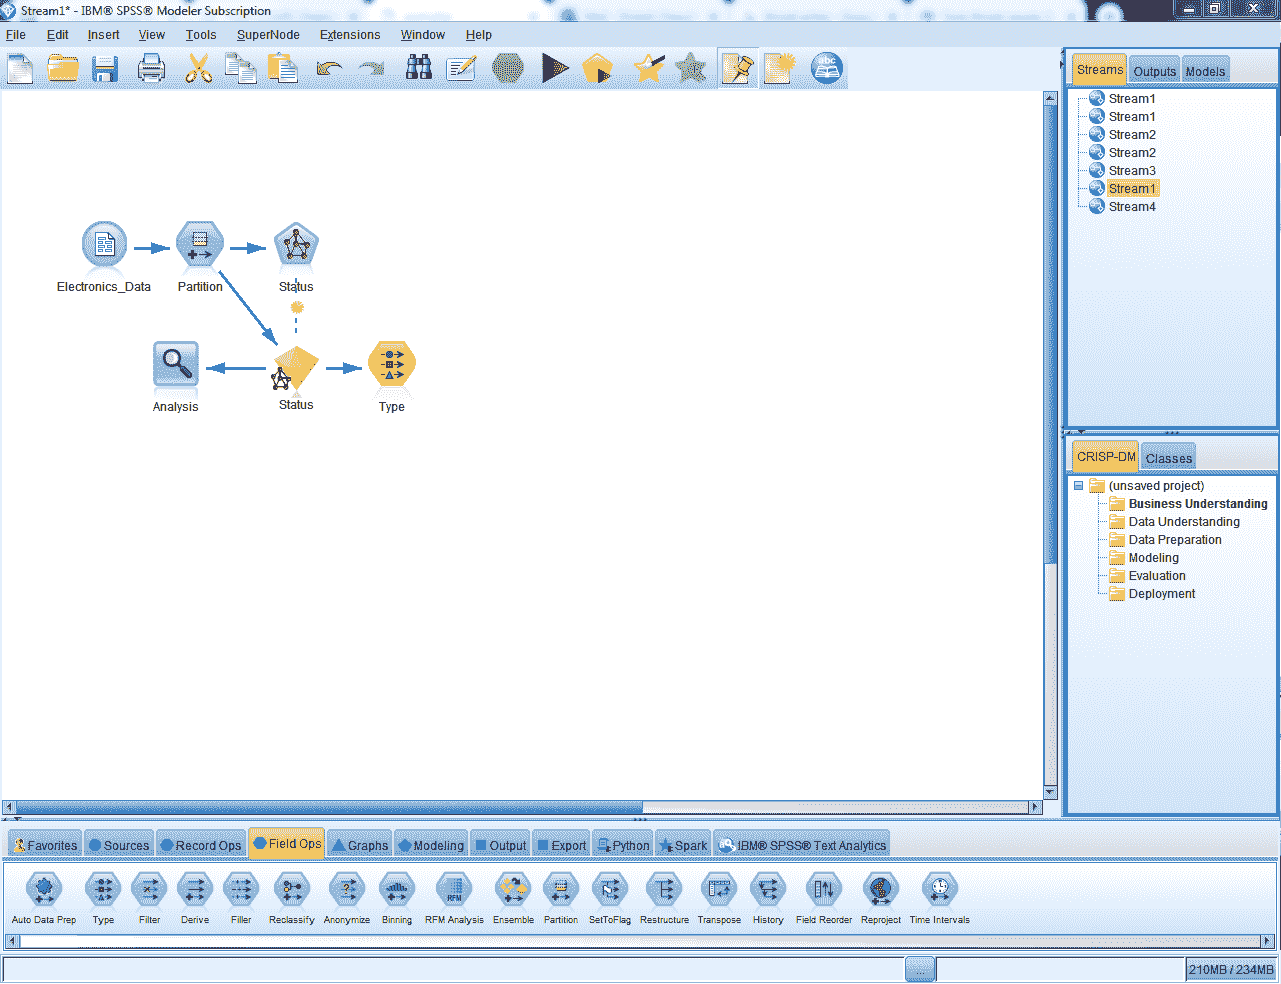 Stream1* - IBM® SPSS® Modeler Subscription
File Edit Insert View Tools SuperNode Extensions Window Help
abc
Streams Outputs Models
Stream1
Stream1
Stream2
Stream2
Stream3
Stream1
Stream4
Electronics_Data Partition Status
Analysis Status Type
CRISP-DM Classes
(unsaved project)
Business Understanding
Data Understanding
Data Preparation
Modeling
Evaluation
Deployment
Favorites Sources Record Ops Field Ops Graphs Modeling Output Export Python Spark IBM® SPSS® Text Analytics
RFM
Auto Data Prep Type Filter Derive Filler Reclassify Anonymize Binning RFM Analysis Ensemble Partition SetToFlag Restructure Transpose History Field Reorder Reproject Time Intervals
... 210MB / 234MB